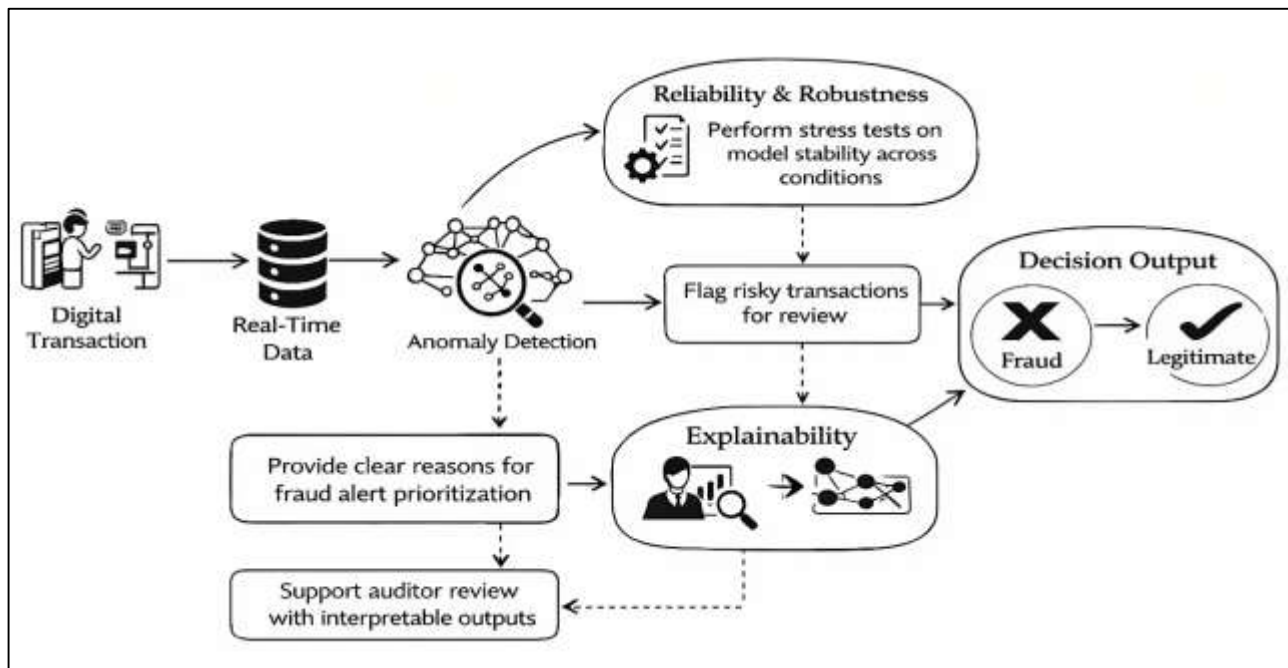 Reliability & Robustness
Perform stress tests on
model stability across
conditions
Digital
Transaction
Real-Time
Data
Anomaly Detection
Flag risky transactions
for review
Decision Output
Fraud
Legitimate
Provide clear reasons for
fraud alert prioritization
Explainability
Support auditor review
with interpretable outputs